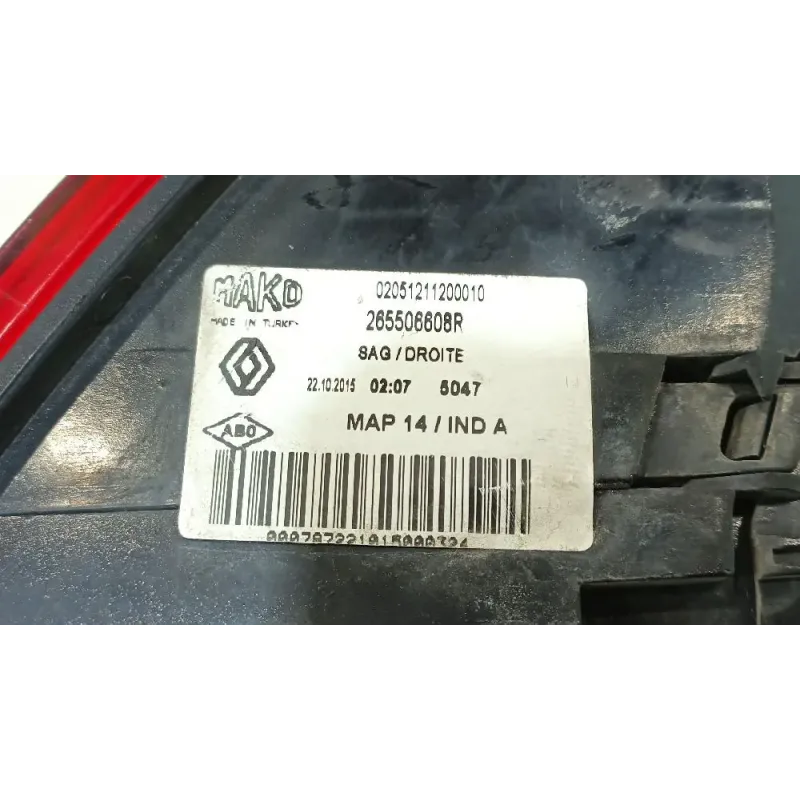 MAKO
MADE IN TURKEY
02051211200010
265506608R
SAG / DROITE
22.10.2015 02:07 5047
ABO
MAP 14 / IND A